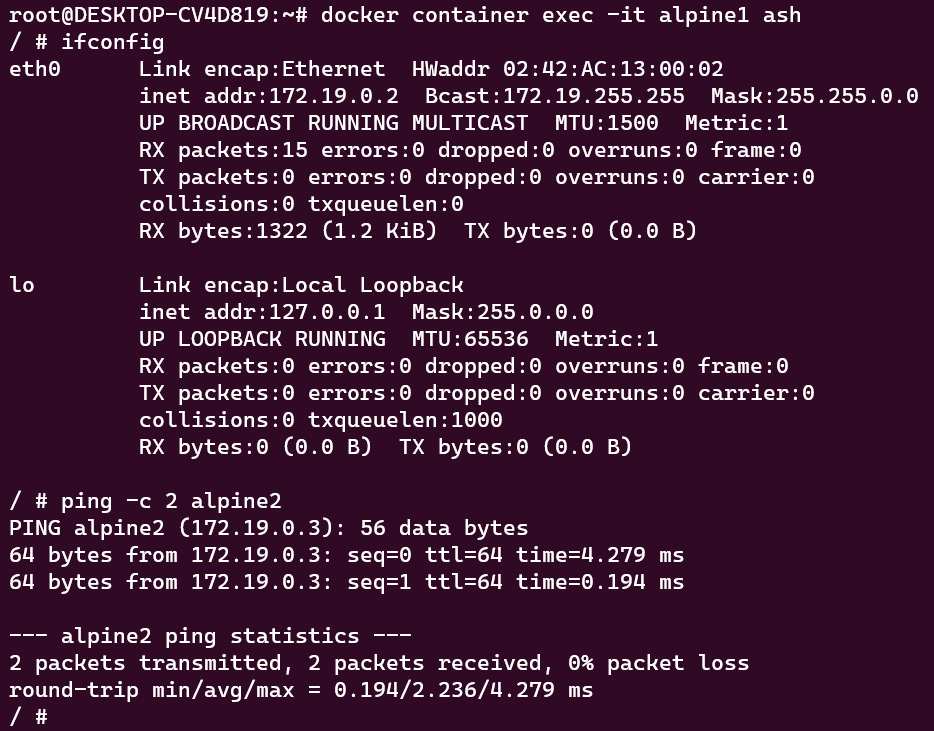 root@DESKTOP-CV4D819:~# docker container exec -it alpine1 ash
/ # ifconfig
eth0      Link encap:Ethernet  HWaddr 02:42:AC:13:00:02
          inet addr:172.19.0.2  Bcast:172.19.255.255  Mask:255.255.0.0
          UP BROADCAST RUNNING MULTICAST  MTU:1500  Metric:1
          RX packets:15 errors:0 dropped:0 overruns:0 frame:0
          TX packets:0 errors:0 dropped:0 overruns:0 carrier:0
          collisions:0 txqueuelen:0
          RX bytes:1322 (1.2 KiB)  TX bytes:0 (0.0 B)

lo        Link encap:Local Loopback
          inet addr:127.0.0.1  Mask:255.0.0.0
          UP LOOPBACK RUNNING  MTU:65536  Metric:1
          RX packets:0 errors:0 dropped:0 overruns:0 frame:0
          TX packets:0 errors:0 dropped:0 overruns:0 carrier:0
          collisions:0 txqueuelen:1000
          RX bytes:0 (0.0 B)  TX bytes:0 (0.0 B)

/ # ping -c 2 alpine2
PING alpine2 (172.19.0.3): 56 data bytes
64 bytes from 172.19.0.3: seq=0 ttl=64 time=4.279 ms
64 bytes from 172.19.0.3: seq=1 ttl=64 time=0.194 ms

--- alpine2 ping statistics ---
2 packets transmitted, 2 packets received, 0% packet loss
round-trip min/avg/max = 0.194/2.236/4.279 ms
/ #